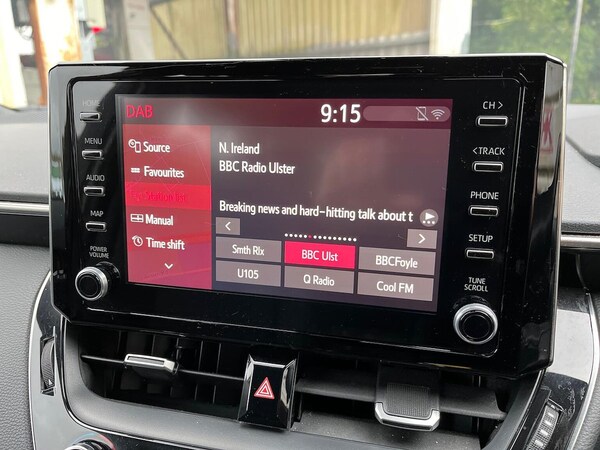 HOME
MENU
AUDIO
MAP
POWER
VOLUME
DAB
9:15
Source
Favourites
Station list
Manual
Time shift
N. Ireland
BBC Radio Ulster
Breaking news and hard-hitting talk about t
Smth Rlx
BBC Ulst
BBCFoyle
U105
Q Radio
Cool FM
CH >
< TRACK
PHONE
SETUP
TUNE
SCROLL